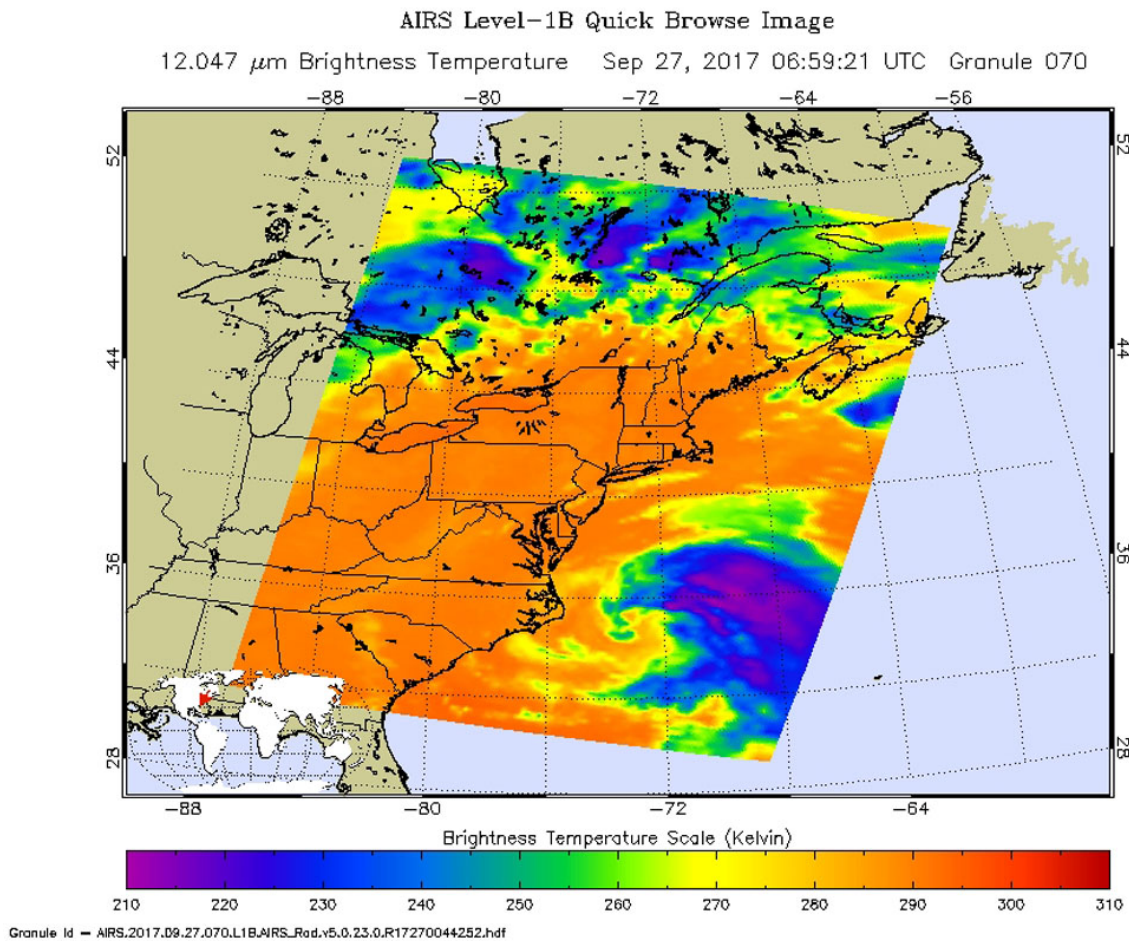 AIRS Level-1B Quick Browse Image
12.047 μm Brightness Temperature Sep 27, 2017 06:59:21 UTC Granule 070
-88 -80 -72 -64 -56
52 52
44 44
36 36
28 28
-88 -80 -72 -64
Brightness Temperature Scale (Kelvin)
210 220 230 240 250 260 270 280 290 300 310
Granule Id = AIRS.2017.09.27.070.L1B.AIRS_Rad.v5.0.23.0.R17270044252.hdf